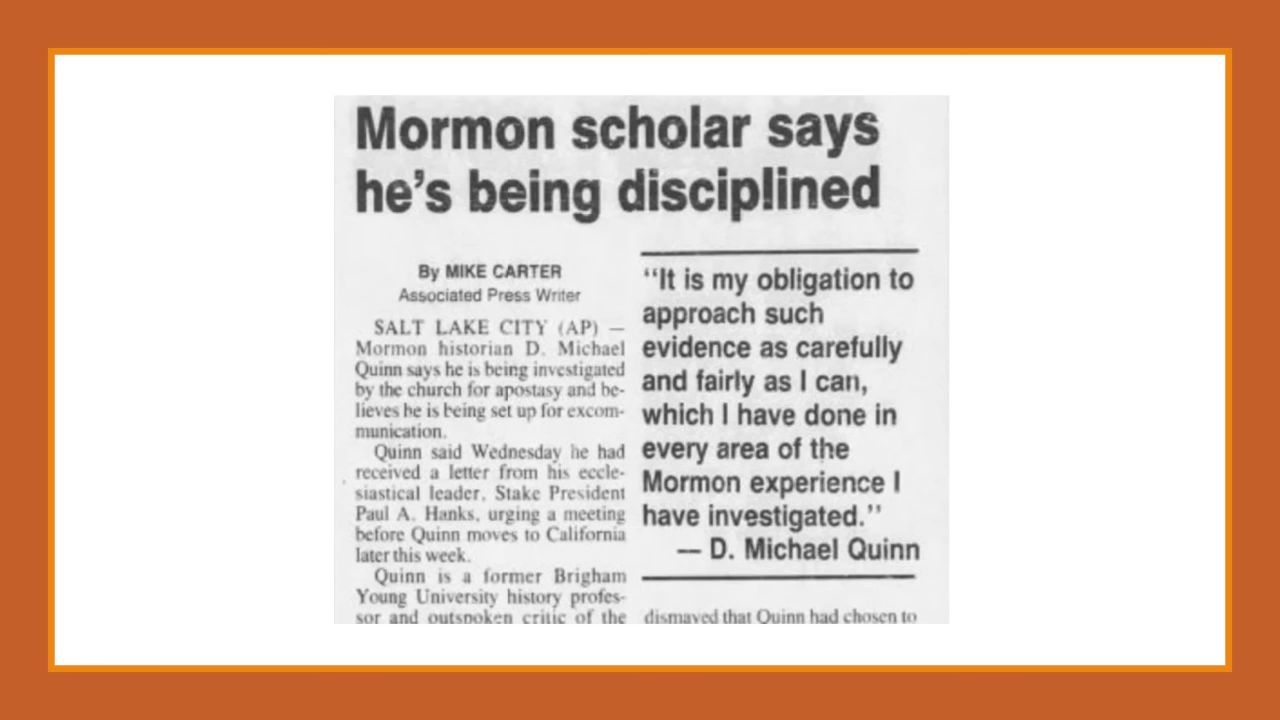 Mormon scholar says
he's being disciplined
By MIKE CARTER
Associated Press Writer
SALT LAKE CITY (AP) —
Mormon historian D. Michael
Quinn says he is being investigated
by the church for apostasy and be-
lieves he is being set up for excom-
munication.
Quinn said Wednesday he had
received a letter from his eccle-
siastical leader, Stake President
Paul A. Hanks, urging a meeting
before Quinn moves to California
later this week.
Quinn is a former Brigham
Young University history profes-
sor and outspoken critic of the
“It is my obligation to
approach such
evidence as carefully
and fairly as I can,
which I have done in
every area of the
Mormon experience I
have investigated.”
— D. Michael Quinn
dismayed that Quinn had chosen to